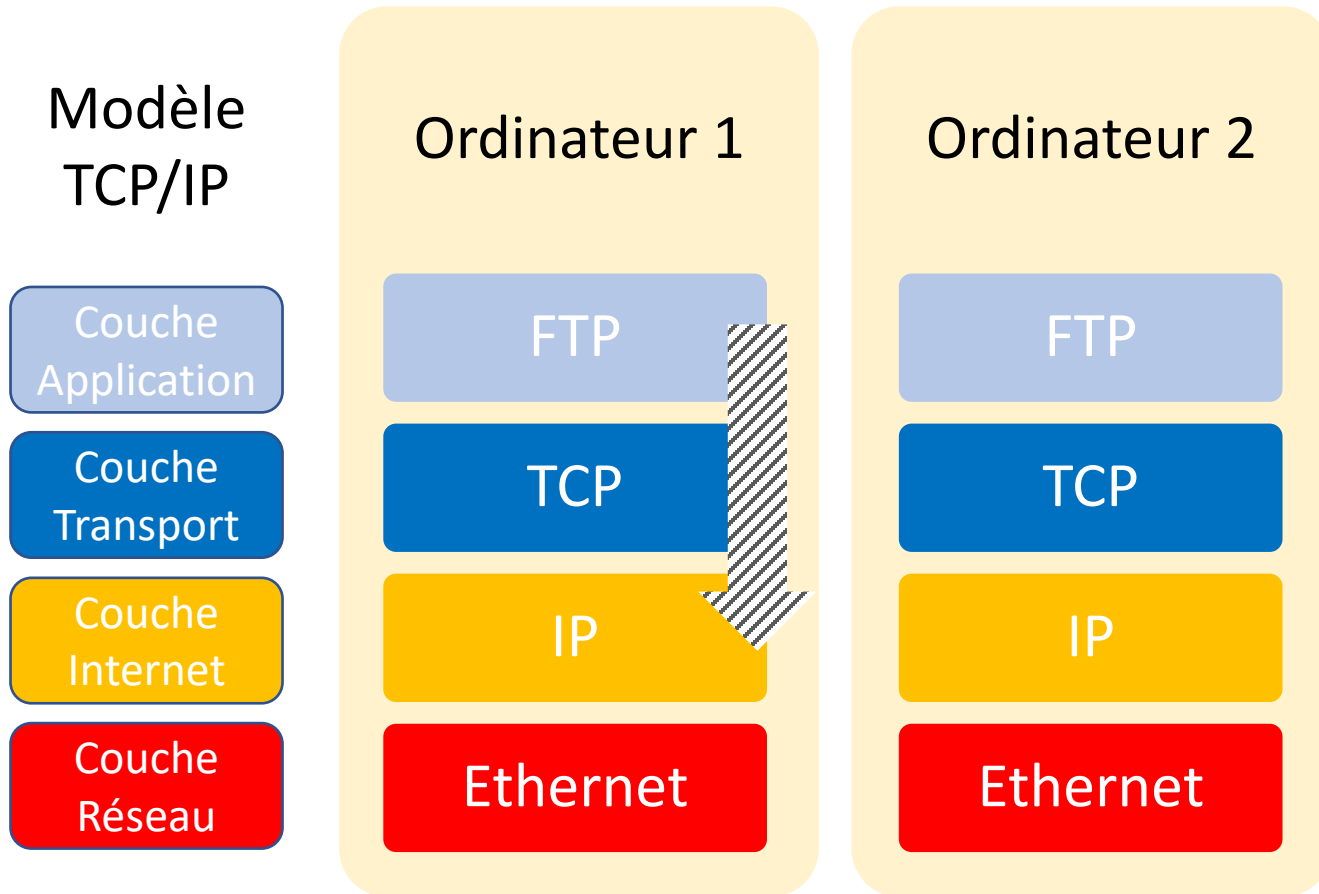 Modèle
TCP/IP
Ordinateur 1
Ordinateur 2
Couche
Application
FTP
FTP
Couche
Transport
TCP
TCP
Couche
Internet
IP
IP
Couche
Réseau
Ethernet
Ethernet